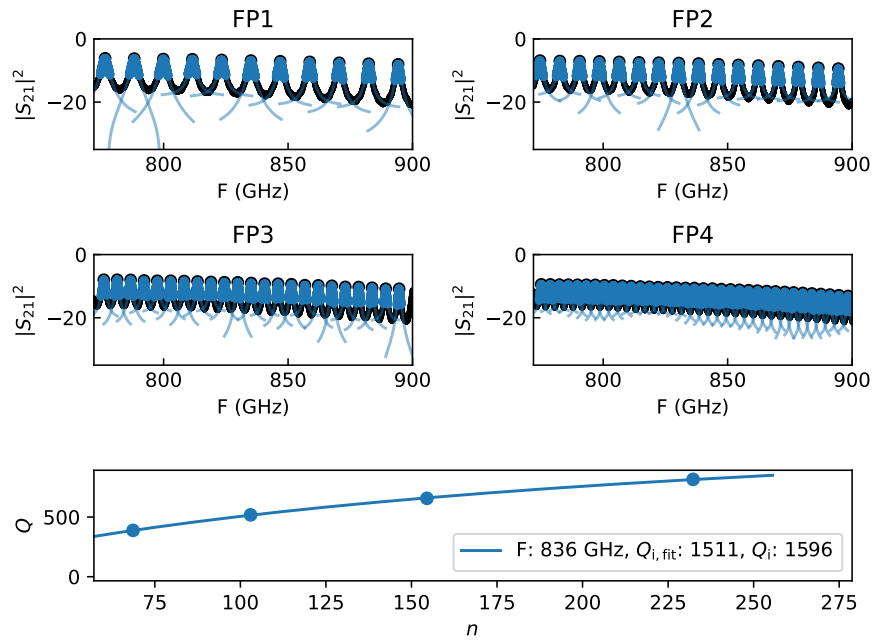 FP1
FP2
0
−20
|S21|²
800
850
900
F (GHz)
0
−20
|S21|²
800
850
900
F (GHz)
FP3
FP4
0
−20
|S21|²
800
850
900
F (GHz)
0
−20
|S21|²
800
850
900
F (GHz)
500
0
Q
F: 836 GHz, Qi, fit: 1511, Qi: 1596
75
100
125
150
175
200
225
250
275
n